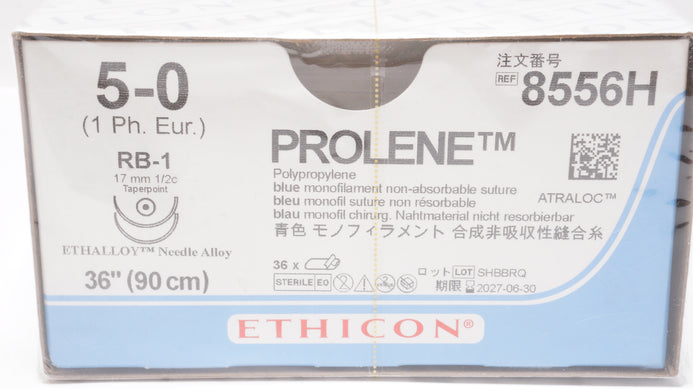 5-0
(1 Ph. Eur.)
RB-1
17 mm 1/2c
Taperpoint
ETHALLOY™ Needle Alloy
36" (90 cm)
注文番号
REF 8556H
PROLENE™
Polypropylene
blue monofilament non-absorbable suture
bleu monofil suture non résorbable
blau monofil chirurg. Nahtmaterial nicht resorbierbar
青色 モノフィラメント 合成非吸収性縫合糸
ATRALOC™
36 x
STERILE EO
ロット LOT SHBBRQ
期限 2027-06-30
ETHICON®